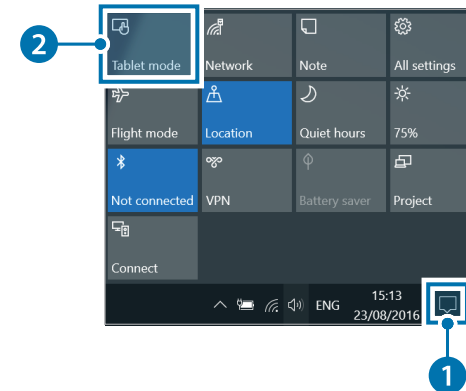 2
Tablet mode Network Note All settings
Flight mode Location Quiet hours 75%
Not connected VPN Battery saver Project
Connect
ENG 15:13
23/08/2016
1